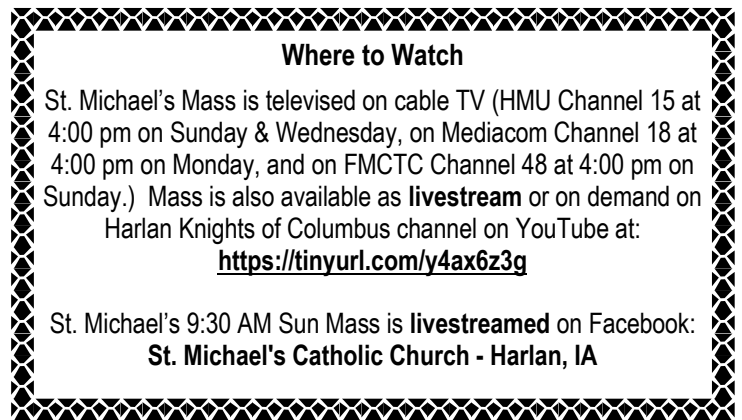 Where to Watch
St. Michael’s Mass is televised on cable TV (HMU Channel 15 at
4:00 pm on Sunday & Wednesday, on Mediacom Channel 18 at
4:00 pm on Monday, and on FMCTC Channel 48 at 4:00 pm on
Sunday.)  Mass is also available as livestream or on demand on
Harlan Knights of Columbus channel on YouTube at:
https://tinyurl.com/y4ax6z3g
St. Michael’s 9:30 AM Sun Mass is livestreamed on Facebook:
St. Michael's Catholic Church - Harlan, IA